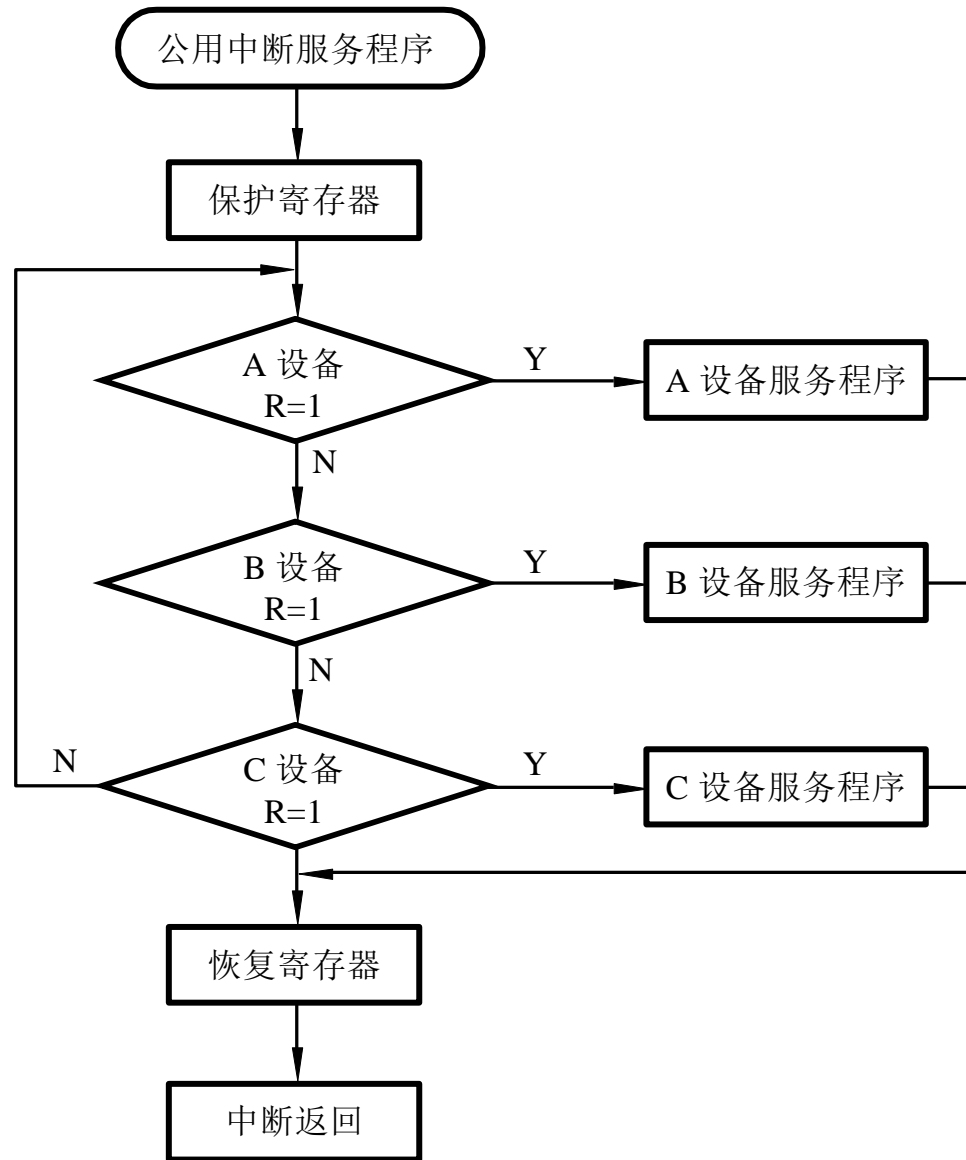 公用中断服务程序
保护寄存器
A 设备
R=1
Y
A 设备服务程序
N
B 设备
R=1
Y
B 设备服务程序
N
N
C 设备
R=1
Y
C 设备服务程序
恢复寄存器
中断返回